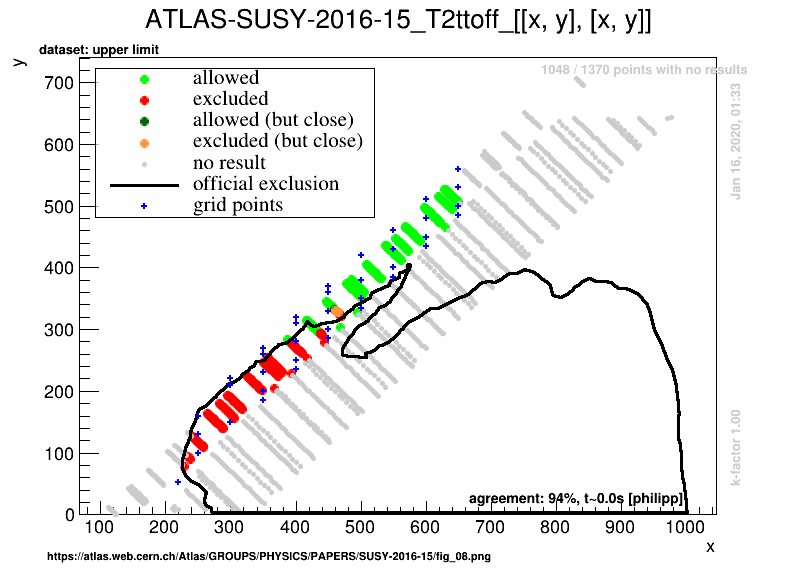 ATLAS-SUSY-2016-15_T2ttoff_[[x, y], [x, y]]
dataset: upper limit
y
1048 / 1370 points with no results
allowed
excluded
allowed (but close)
excluded (but close)
no result
official exclusion
grid points
Jan 16, 2020, 01:33
k-factor 1.00
700
600
500
400
300
200
100
0
agreement: 94%, t~0.0s [philipp]
100 200 300 400 500 600 700 800 900 1000
x
https://atlas.web.cern.ch/Atlas/GROUPS/PHYSICS/PAPERS/SUSY-2016-15/fig_08.png